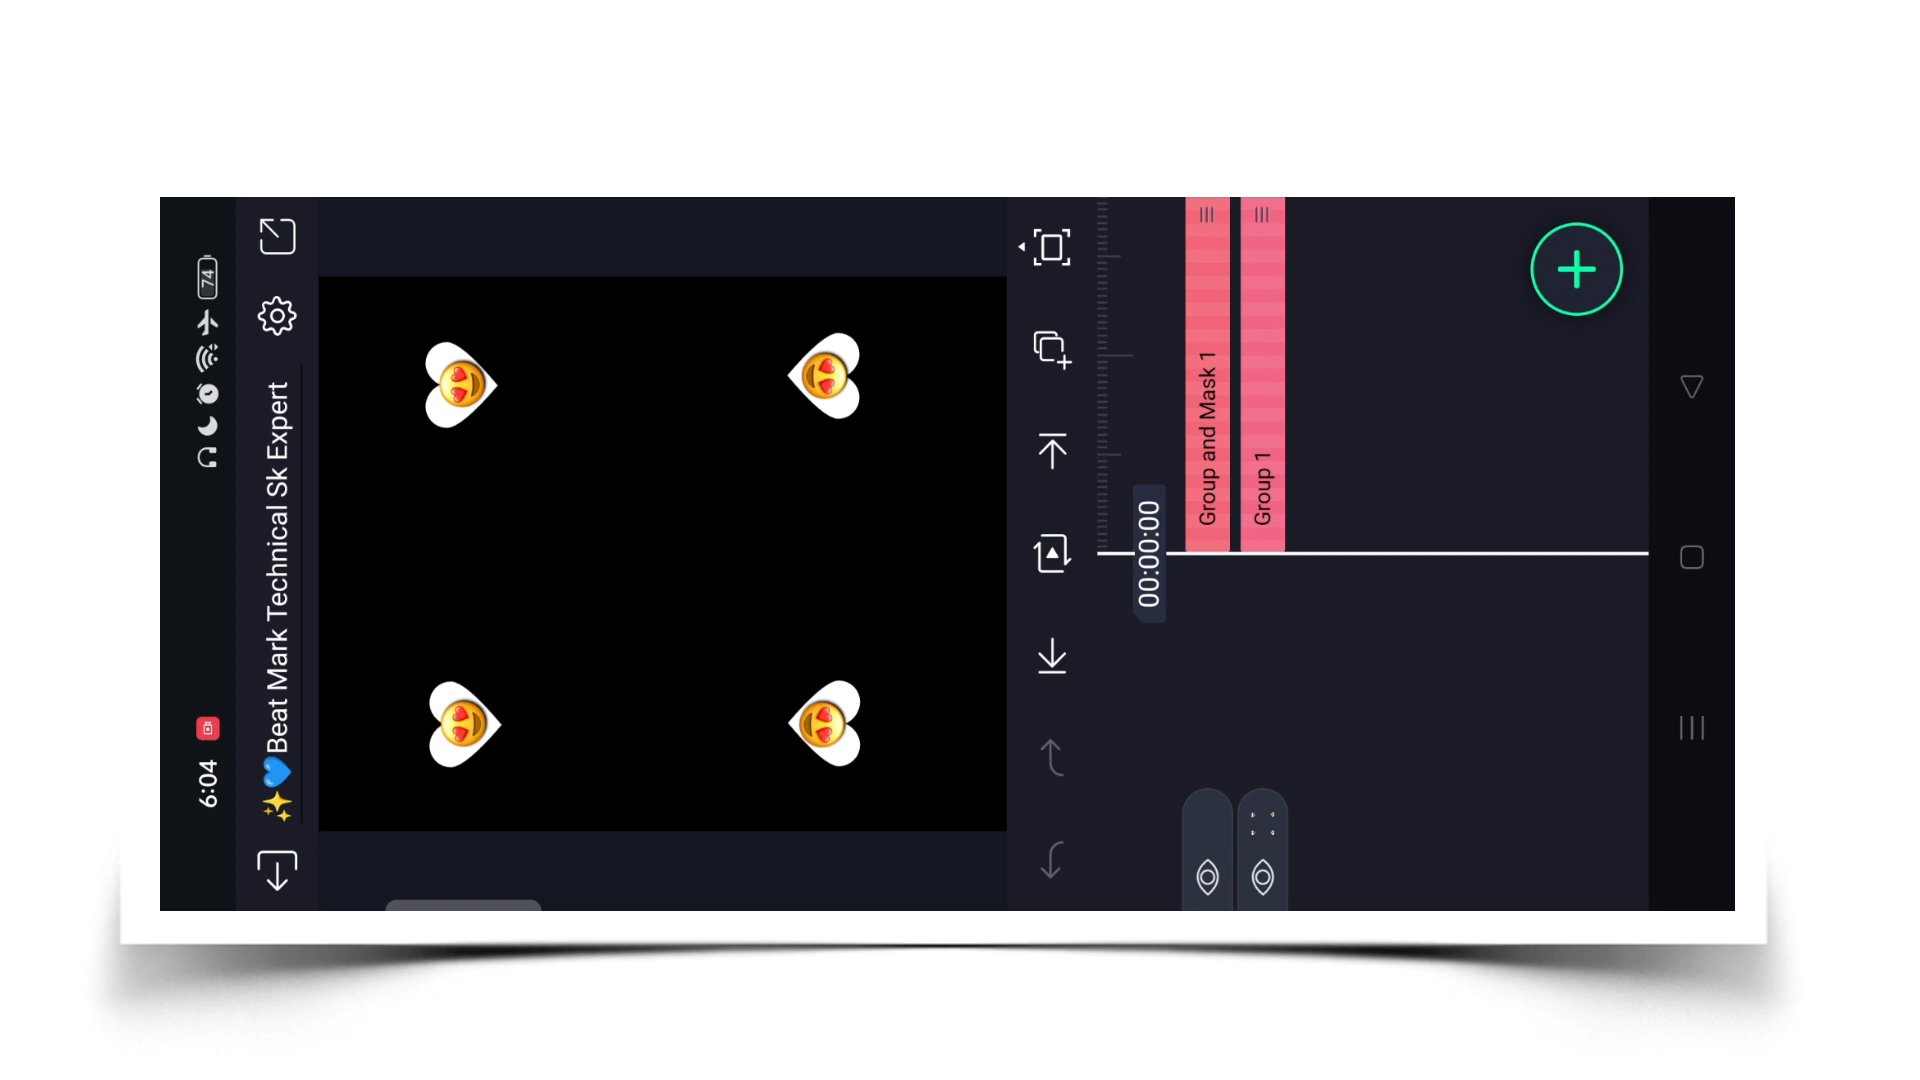 6:04
74
✨💙Beat Mark Technical Sk Expert
00:00:00
Group and Mask 1
Group 1